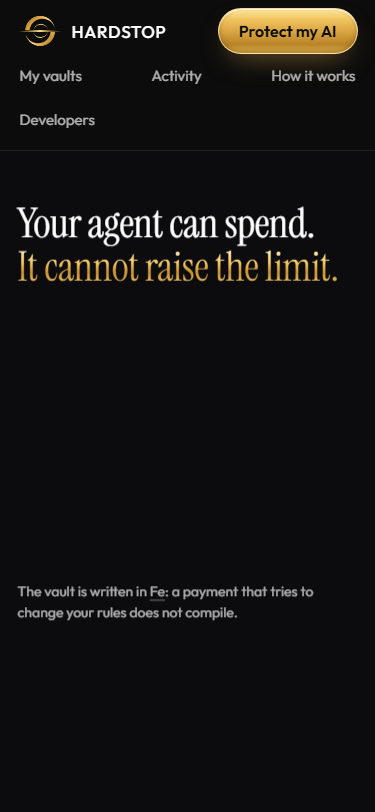 HARDSTOP
Protect my AI
My vaults
Activity
How it works
Developers
Your agent can spend.
It cannot raise the limit.
The vault is written in Fe: a payment that tries to
change your rules does not compile.